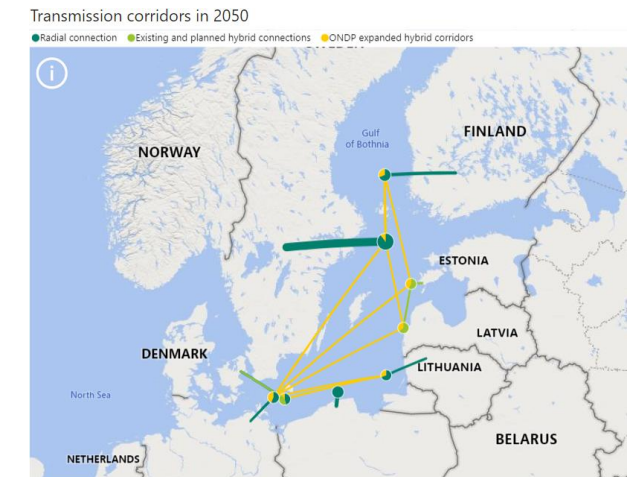 Transmission corridors in 2050
Radial connection Existing and planned hybrid connections ONDP expanded hybrid corridors
i
SWEDEN
Gulf
of Bothnia
FINLAND
NORWAY
ESTONIA
LATVIA
DENMARK
LITHUANIA
North Sea
BELARUS
NETHERLANDS